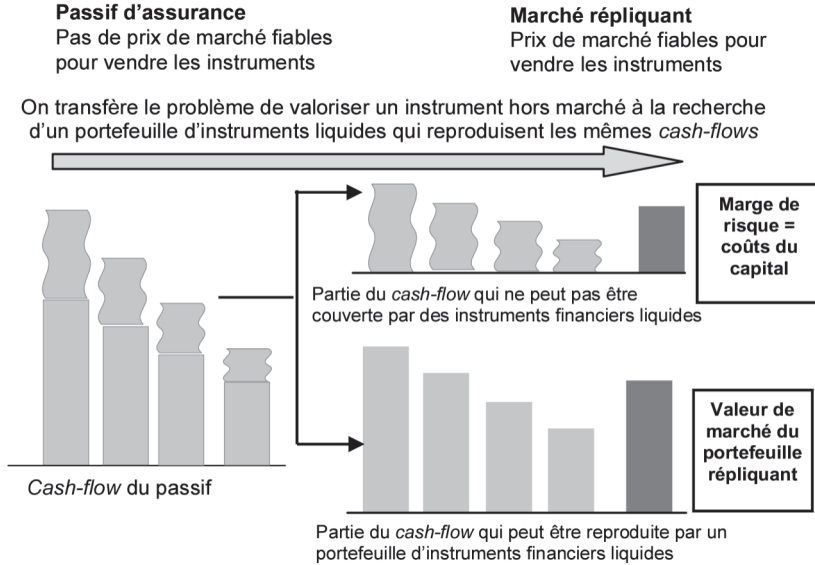 Passif d'assurance
Pas de prix de marché fiables
pour vendre les instruments
Marché répliquant
Prix de marché fiables pour
vendre les instruments
On transfère le problème de valoriser un instrument hors marché à la recherche
d'un portefeuille d'instruments liquides qui reproduisent les mêmes cash-flows
Marge de
risque =
coûts du
capital
Partie du cash-flow qui ne peut pas être
couverte par des instruments financiers liquides
Valeur de
marché du
portefeuille
répliquant
Cash-flow du passif
Partie du cash-flow qui peut être reproduite par un
portefeuille d'instruments financiers liquides